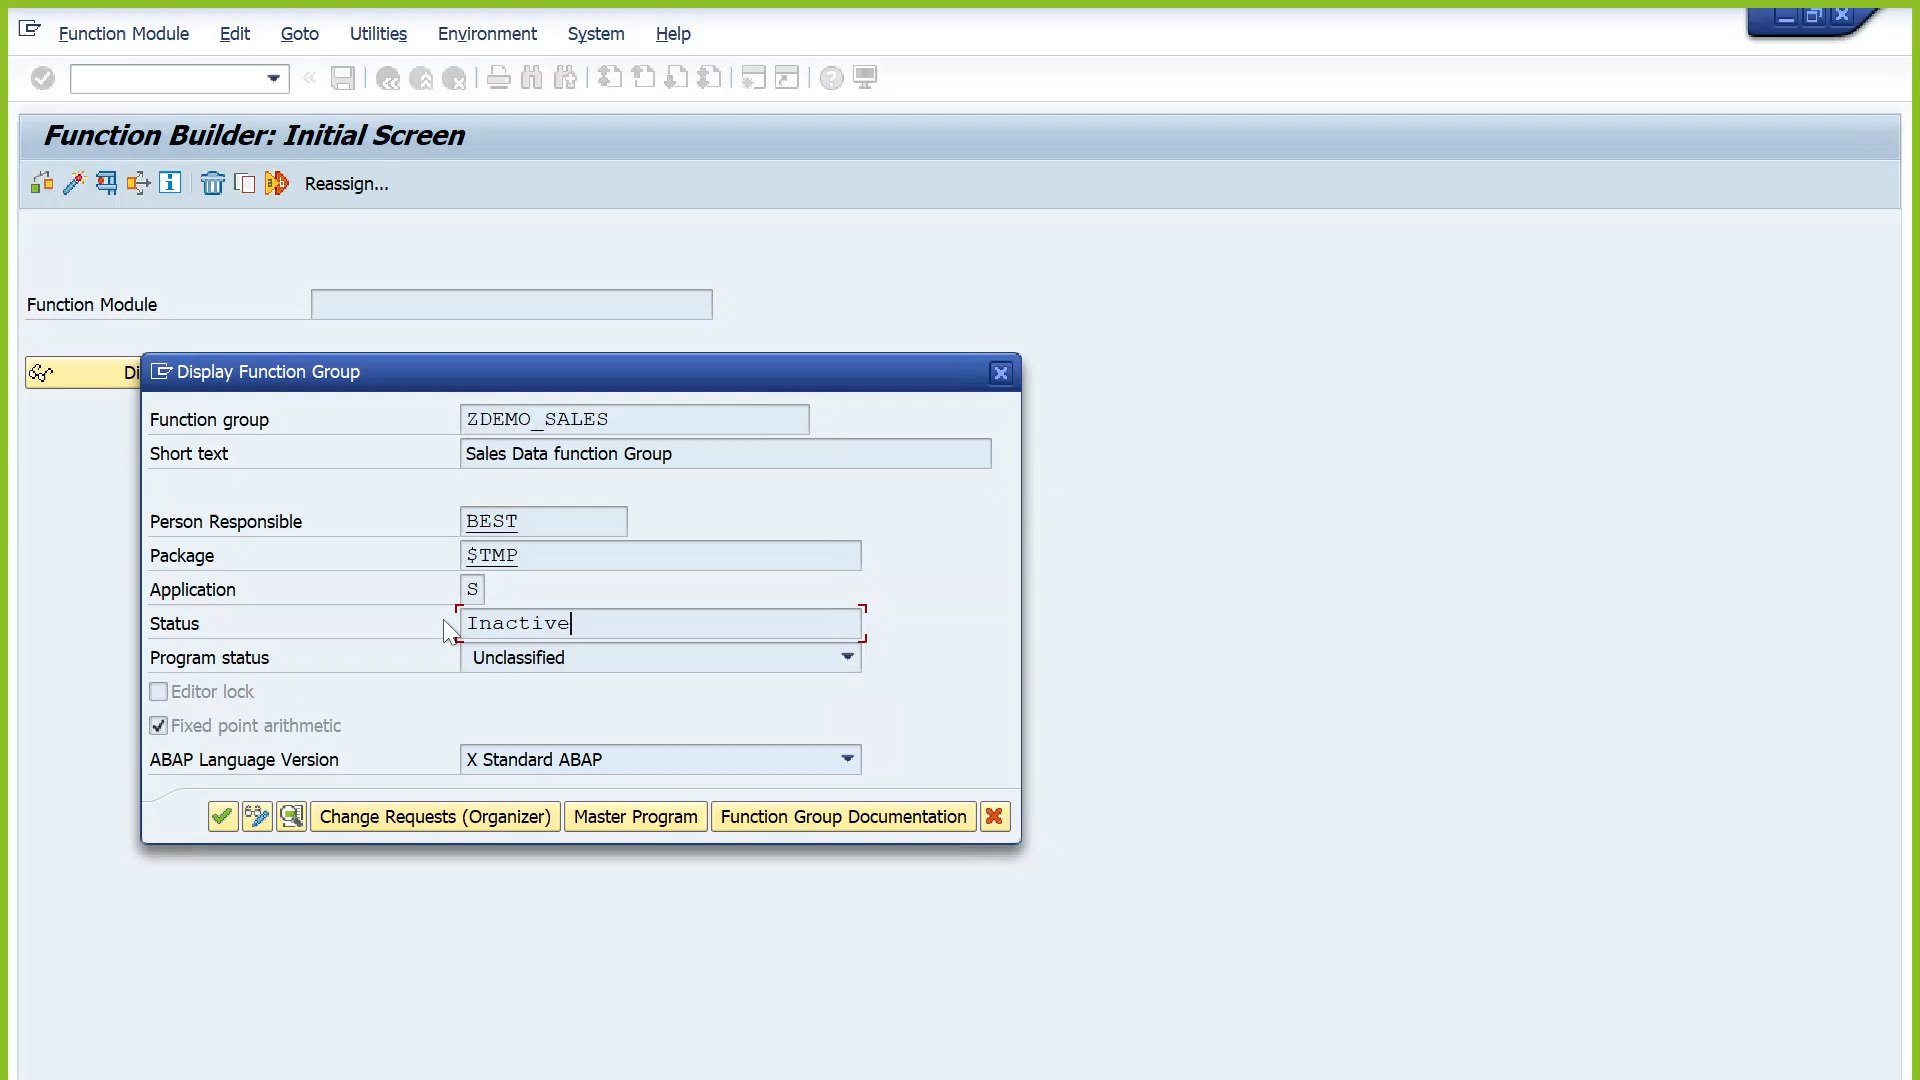 Function Module Edit Goto Utilities Environment System Help
Function Builder: Initial Screen
Reassign...
Function Module
Di
Display Function Group
Function group ZDEMO_SALES
Short text Sales Data function Group
Person Responsible BEST
Package $TMP
Application S
Status Inactive
Program status Unclassified
Editor lock
Fixed point arithmetic
ABAP Language Version X Standard ABAP
Change Requests (Organizer) Master Program Function Group Documentation